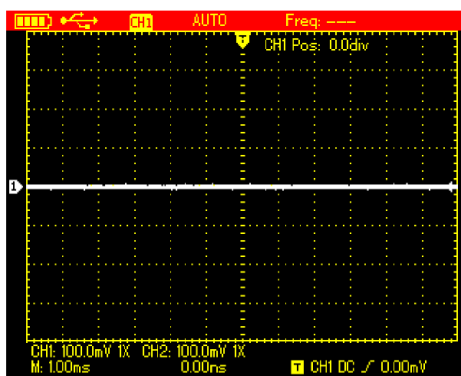 CH1 AUTO Freq: ---
T
CH1 Pos: 0.0div
1
CH1: 100.0mV 1X CH2: 100.0mV 1X
M: 1.00ms 0.00ns T CH1 DC 0.00mV